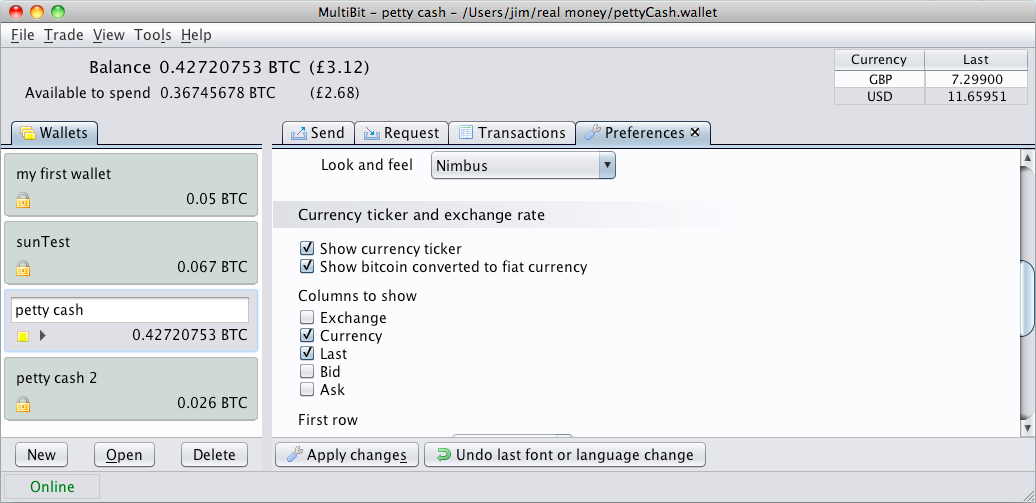 MultiBit - petty cash - /Users/jim/real money/pettyCash.wallet
File Trade View Tools Help
Balance 0.42720753 BTC (£3.12)
Available to spend 0.36745678 BTC (£2.68)
Currency Last
GBP 7.29900
USD 11.65951
Wallets
my first wallet
0.05 BTC
sunTest
0.067 BTC
petty cash
0.42720753 BTC
petty cash 2
0.026 BTC
New Open Delete
Send Request Transactions Preferences ×
Look and feel Nimbus
Currency ticker and exchange rate
Show currency ticker
Show bitcoin converted to fiat currency
Columns to show
Exchange
Currency
Last
Bid
Ask
First row
Apply changes Undo last font or language change
Online